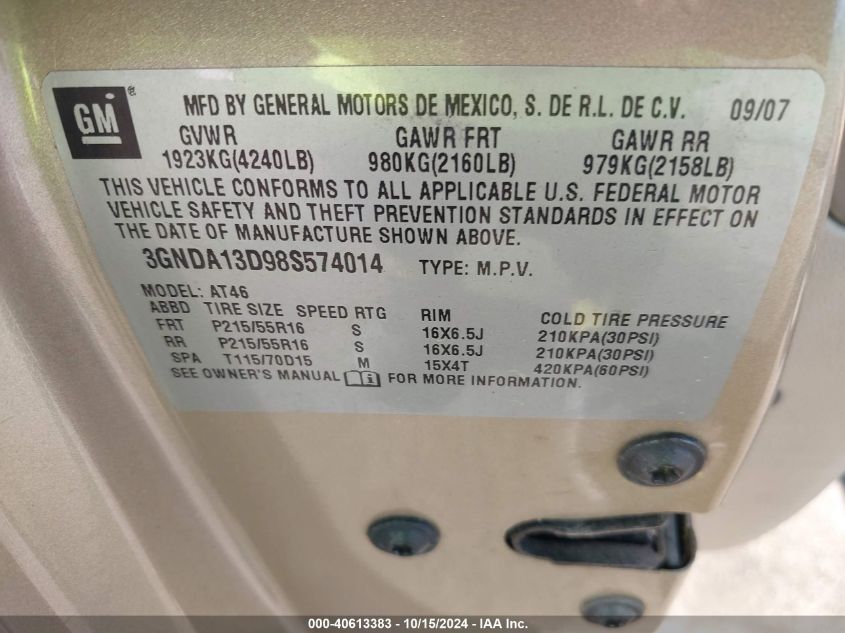 GM ® MFD BY GENERAL MOTORS DE MEXICO, S. DE R.L. DE C.V. 09/07
GVWR GAWR FRT GAWR RR
1923KG(4240LB) 980KG(2160LB) 979KG(2158LB)
THIS VEHICLE CONFORMS TO ALL APPLICABLE U.S. FEDERAL MOTOR
VEHICLE SAFETY AND THEFT PREVENTION STANDARDS IN EFFECT ON
THE DATE OF MANUFACTURE SHOWN ABOVE.
3GNDA13D98S574014 TYPE: M.P.V.
MODEL: AT46
ABBD TIRE SIZE SPEED RTG RIM COLD TIRE PRESSURE
FRT P215/55R16 S 16X6.5J 210KPA(30PSI)
RR P215/55R16 S 16X6.5J 210KPA(30PSI)
SPA T115/70D15 M 15X4T 420KPA(60PSI)
SEE OWNER'S MANUAL i FOR MORE INFORMATION.
000-40613383 - 10/15/2024 - IAA Inc.